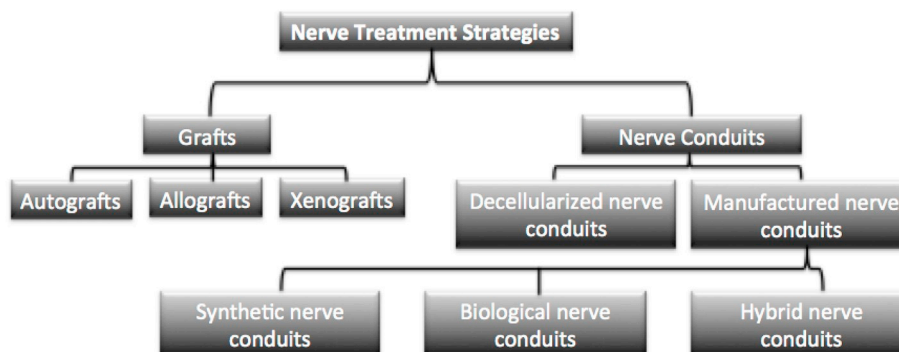 Nerve Treatment Strategies
Grafts
Nerve Conduits
Autografts
Allografts
Xenografts
Decellularized nerve
conduits
Manufactured nerve
conduits
Synthetic nerve
conduits
Biological nerve
conduits
Hybrid nerve
conduits